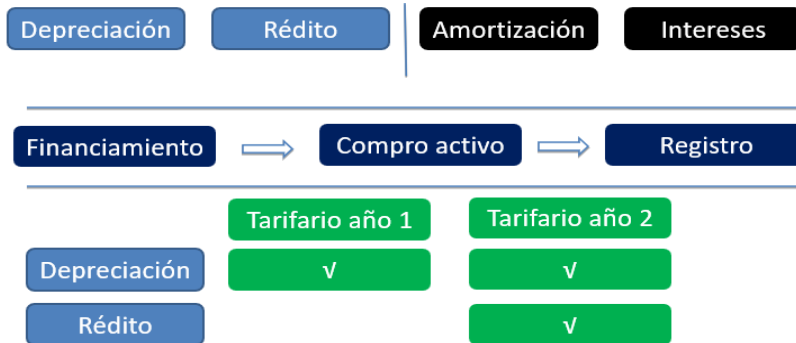 Depreciación Rédito Amortización Intereses
Financiamiento Compro activo Registro
Tarifario año 1 Tarifario año 2
Depreciación √ √
Rédito √